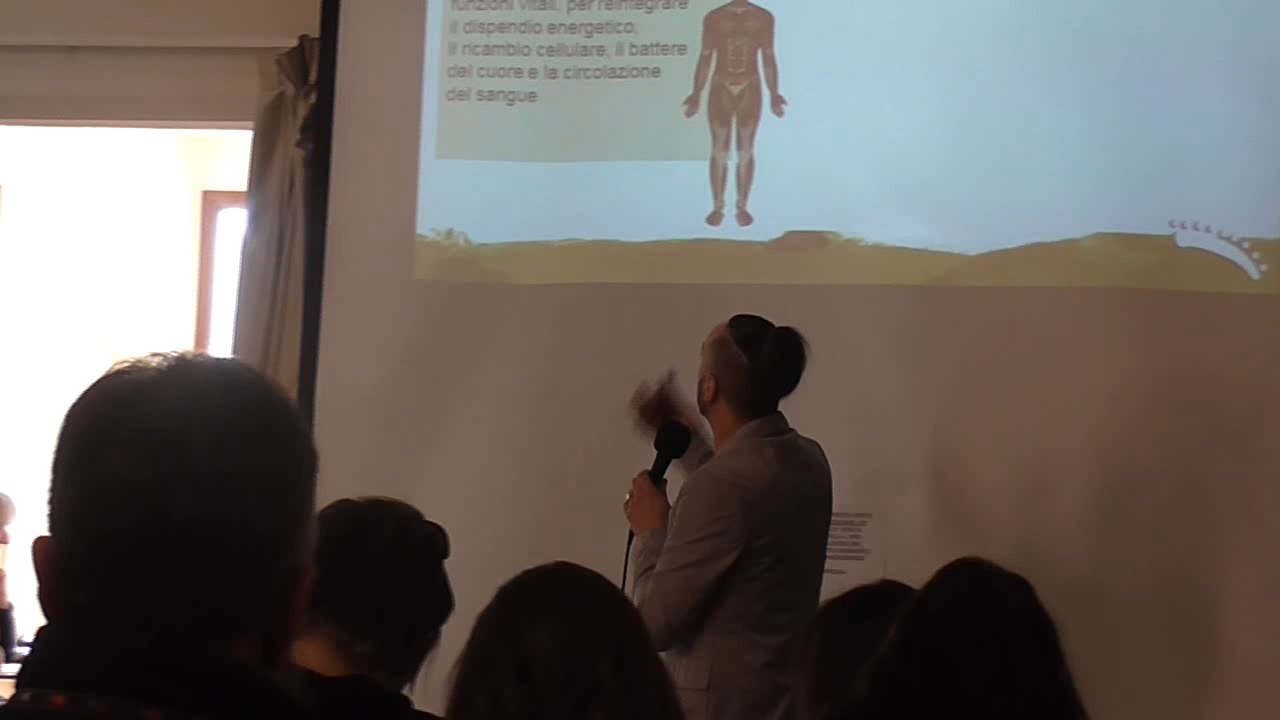 funzioni vitali, per reintegrare
il dispendio energetico,
il ricambio cellulare, il battere
del cuore e la circolazione
del sangue